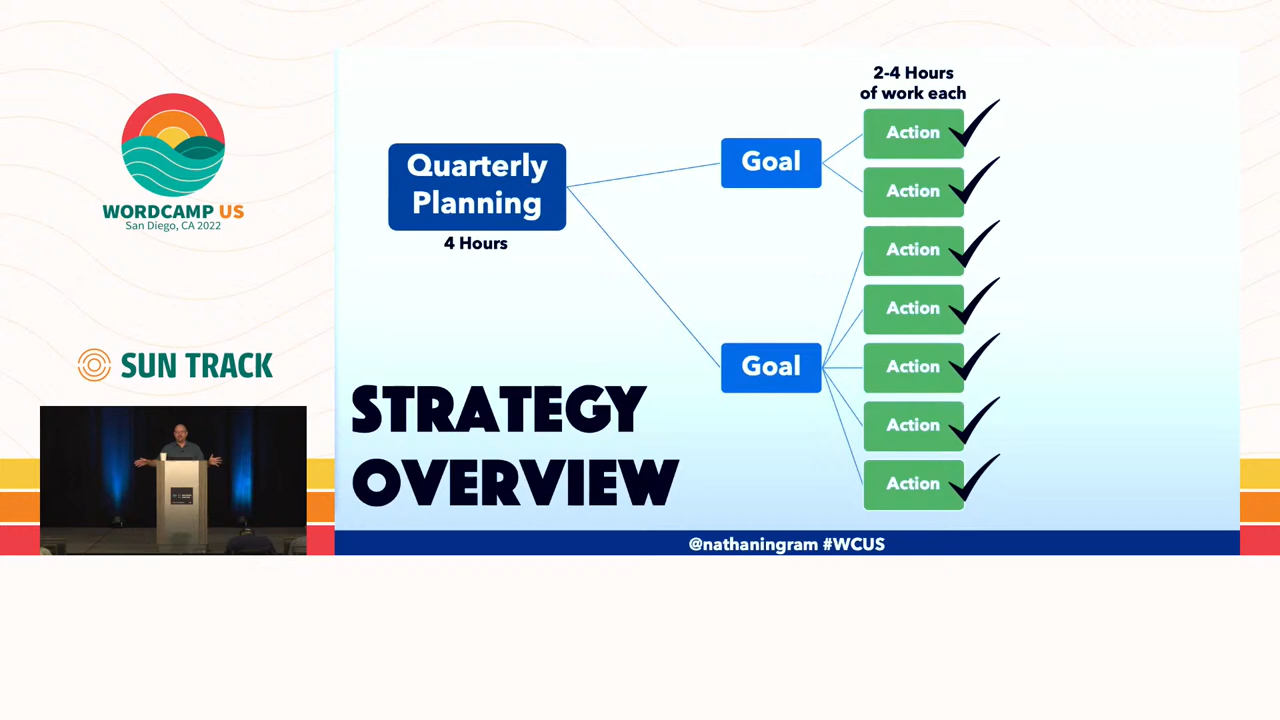 WORDCAMP US
San Diego, CA 2022
SUN TRACK
2-4 Hours
of work each
Quarterly
Planning
4 Hours
Goal
Goal
Action
Action
Action
Action
Action
Action
Action
STRATEGY
OVERVIEW
@nathaningram #WCUS